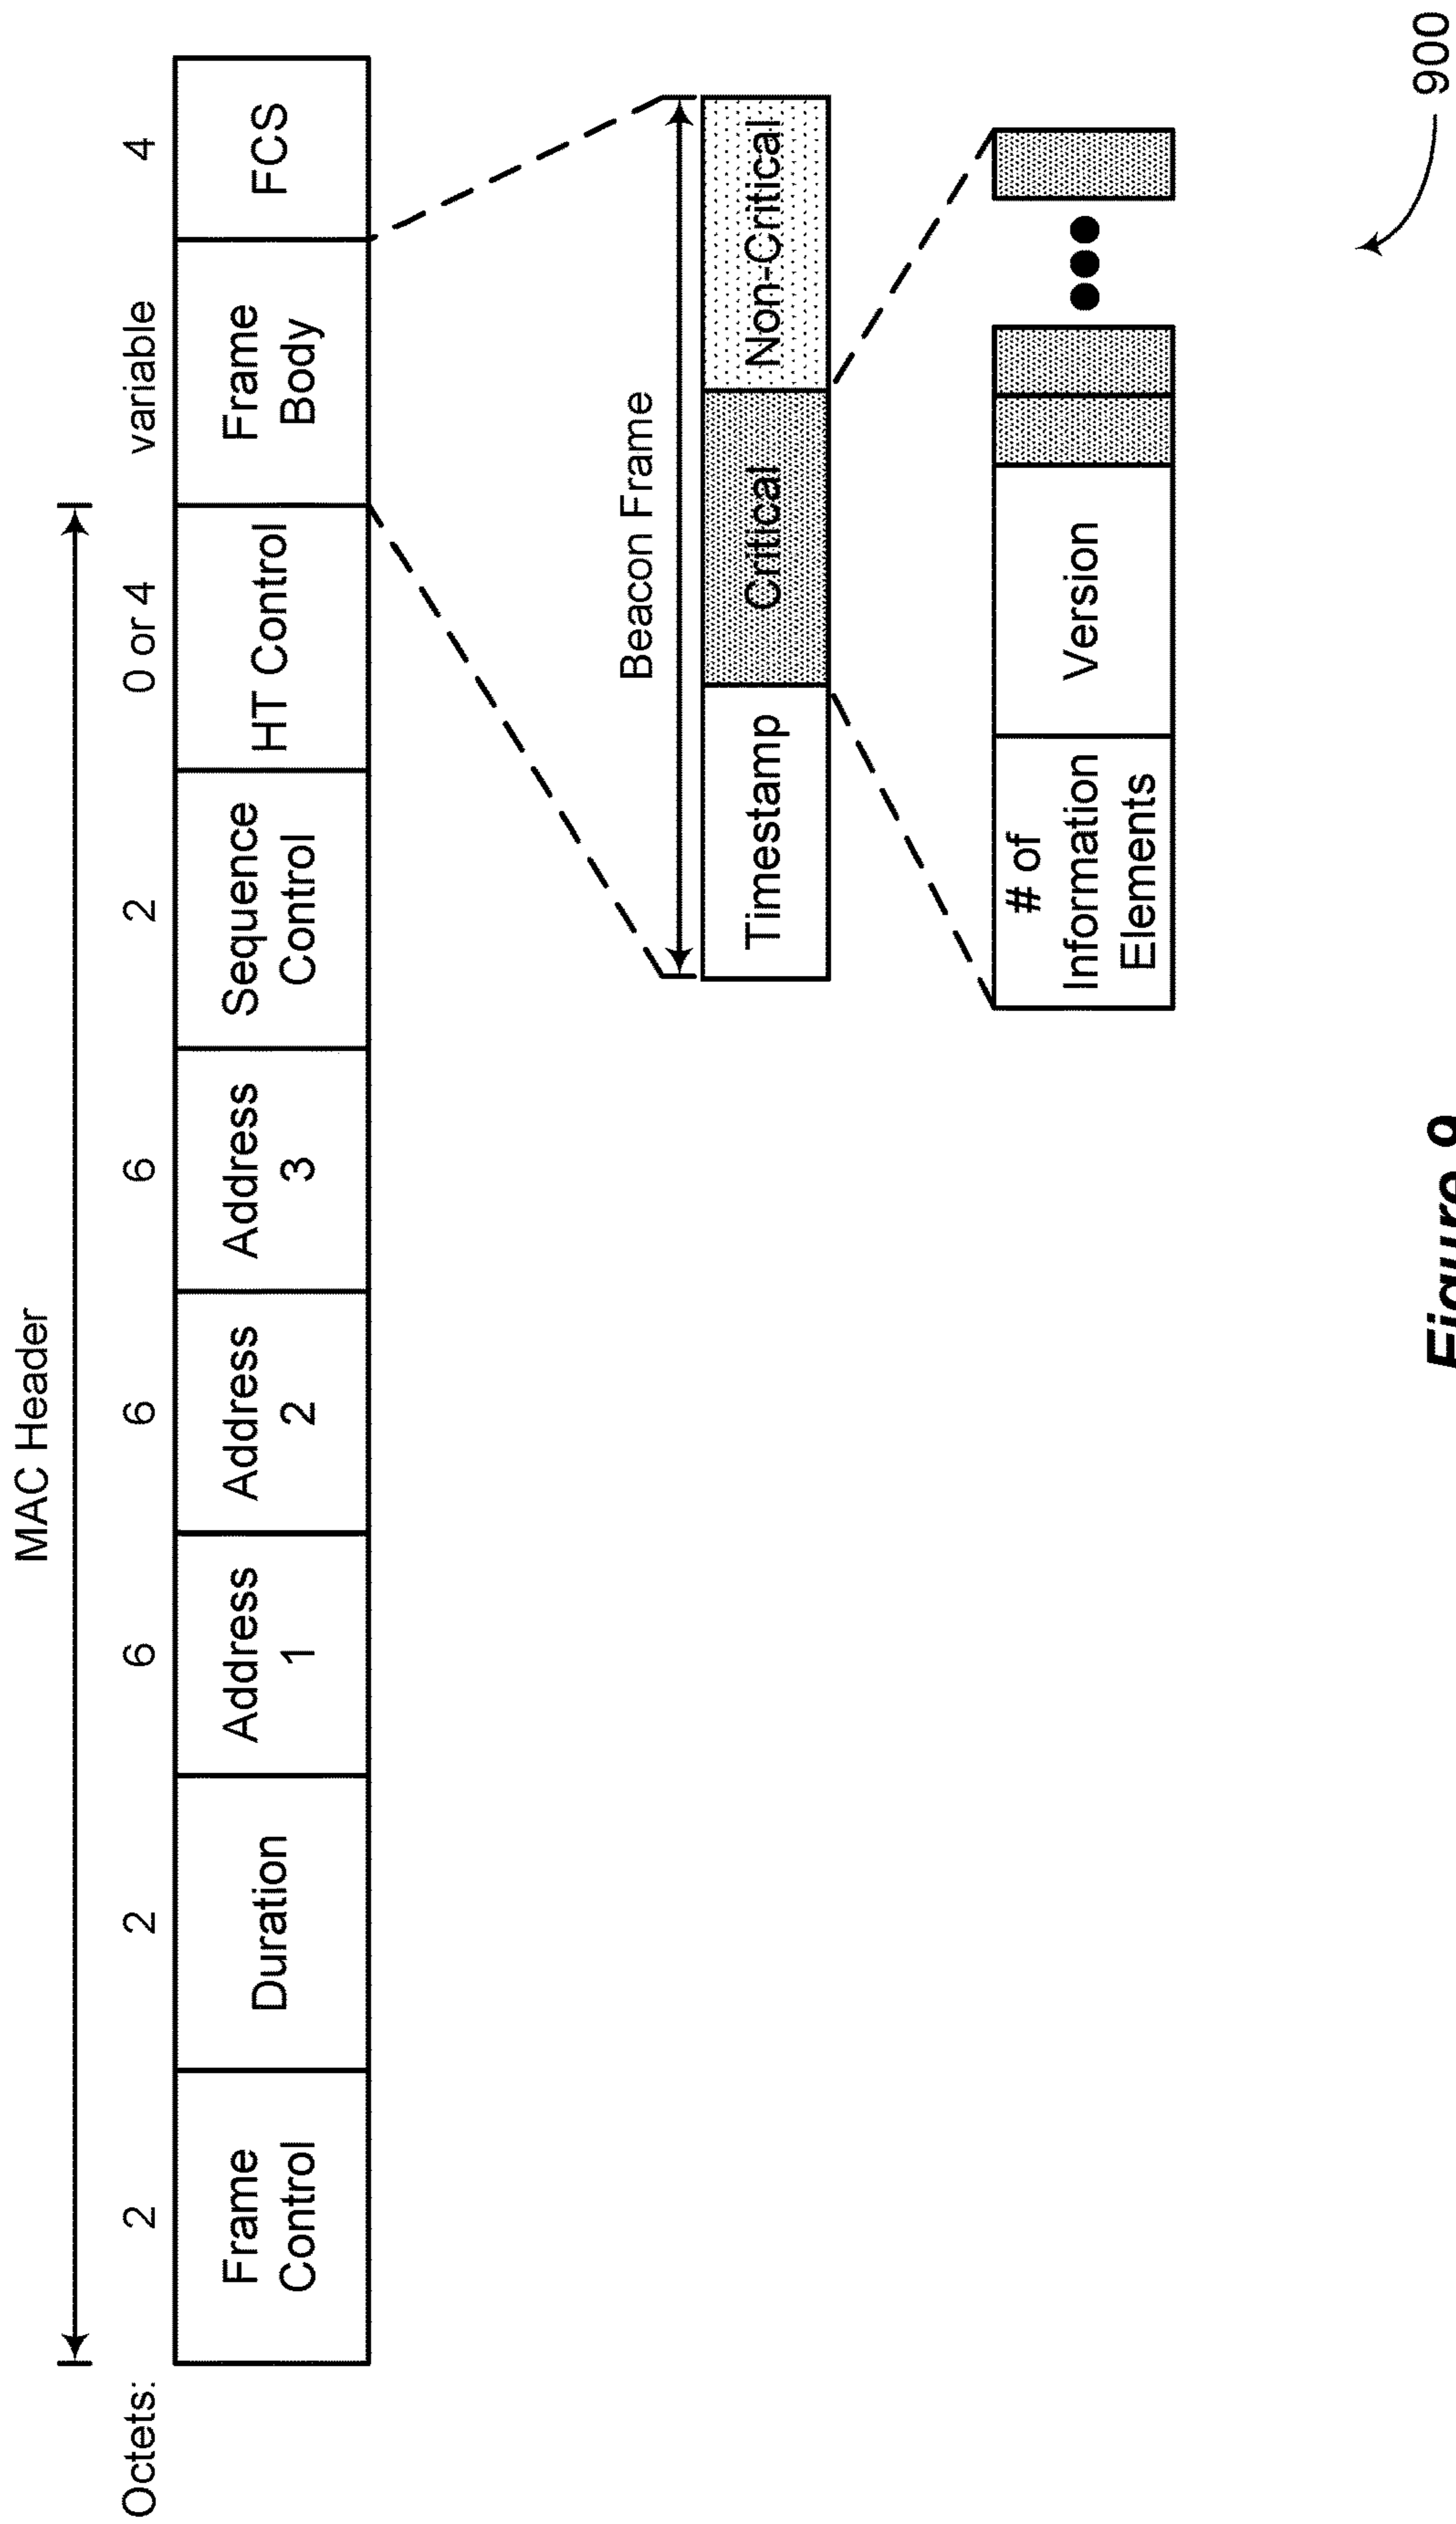 MAC Header
Octets: 2 2 6 6 6 2 0 or 4 variable 4
Frame Control
Duration
Address 1
Address 2
Address 3
Sequence Control
HT Control
Frame Body
FCS
Beacon Frame
Timestamp
Critical
Non-Critical
# of Information Elements
Version
900
Figure 9